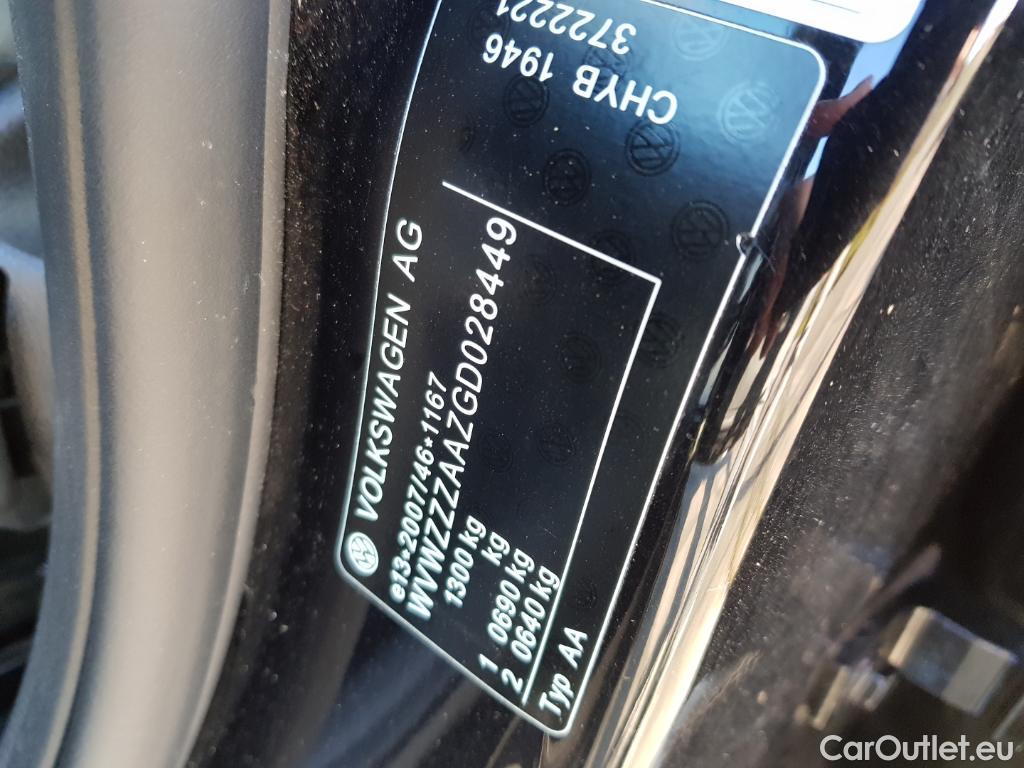 VOLKSWAGEN AG
e13*2007/46*1167
WVWZZZAAZGD028449
1300 kg
kg
1 0690 kg
2 0640 kg
Typ AA
CHYB 1946
3722221
CarOutlet.eu